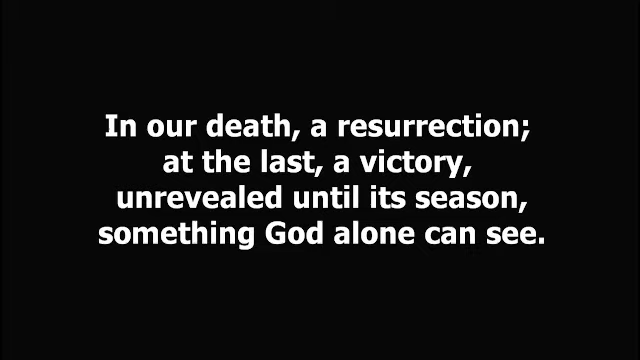 In our death, a resurrection;
at the last, a victory,
unrevealed until its season,
something God alone can see.